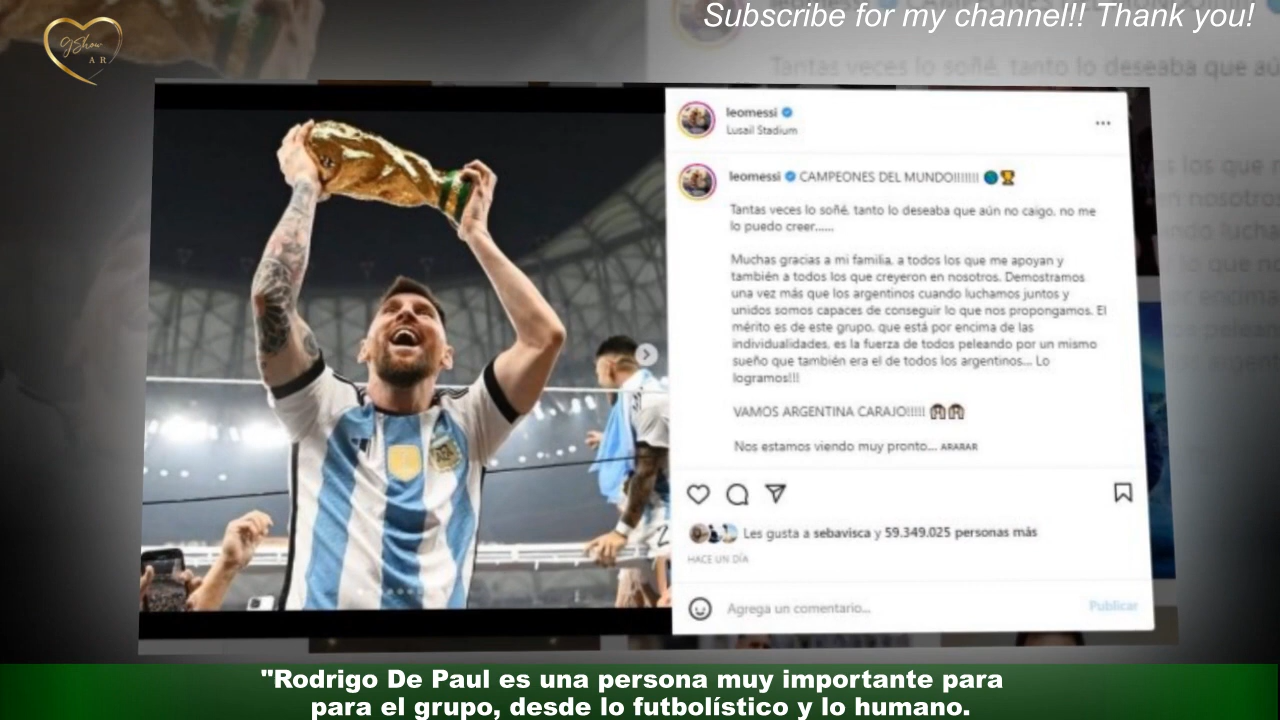 Subscribe for my channel!! Thank you!
GShow
AR
leomessi
Lusail Stadium
leomessi CAMPEONES DEL MUNDO!!!!!!! 🌎🏆
Tantas veces lo soñé, tanto lo deseaba que aún no caigo, no me
lo puedo creer......
Muchas gracias a mi familia, a todos los que me apoyan y
también a todos los que creyeron en nosotros. Demostramos
una vez más que los argentinos cuando luchamos juntos y
unidos somos capaces de conseguir lo que nos propongamos. El
mérito es de este grupo, que está por encima de las
individualidades, es la fuerza de todos peleando por un mismo
sueño que también era el de todos los argentinos... Lo
logramos!!!
VAMOS ARGENTINA CARAJO!!!!! 🙌🙌
Nos estamos viendo muy pronto... ARARAR
Les gusta a sebavisca y 59.349.025 personas más
HACE UN DÍA
Agrega un comentario...
Publicar
"Rodrigo De Paul es una persona muy importante para
para el grupo, desde lo futbolístico y lo humano.